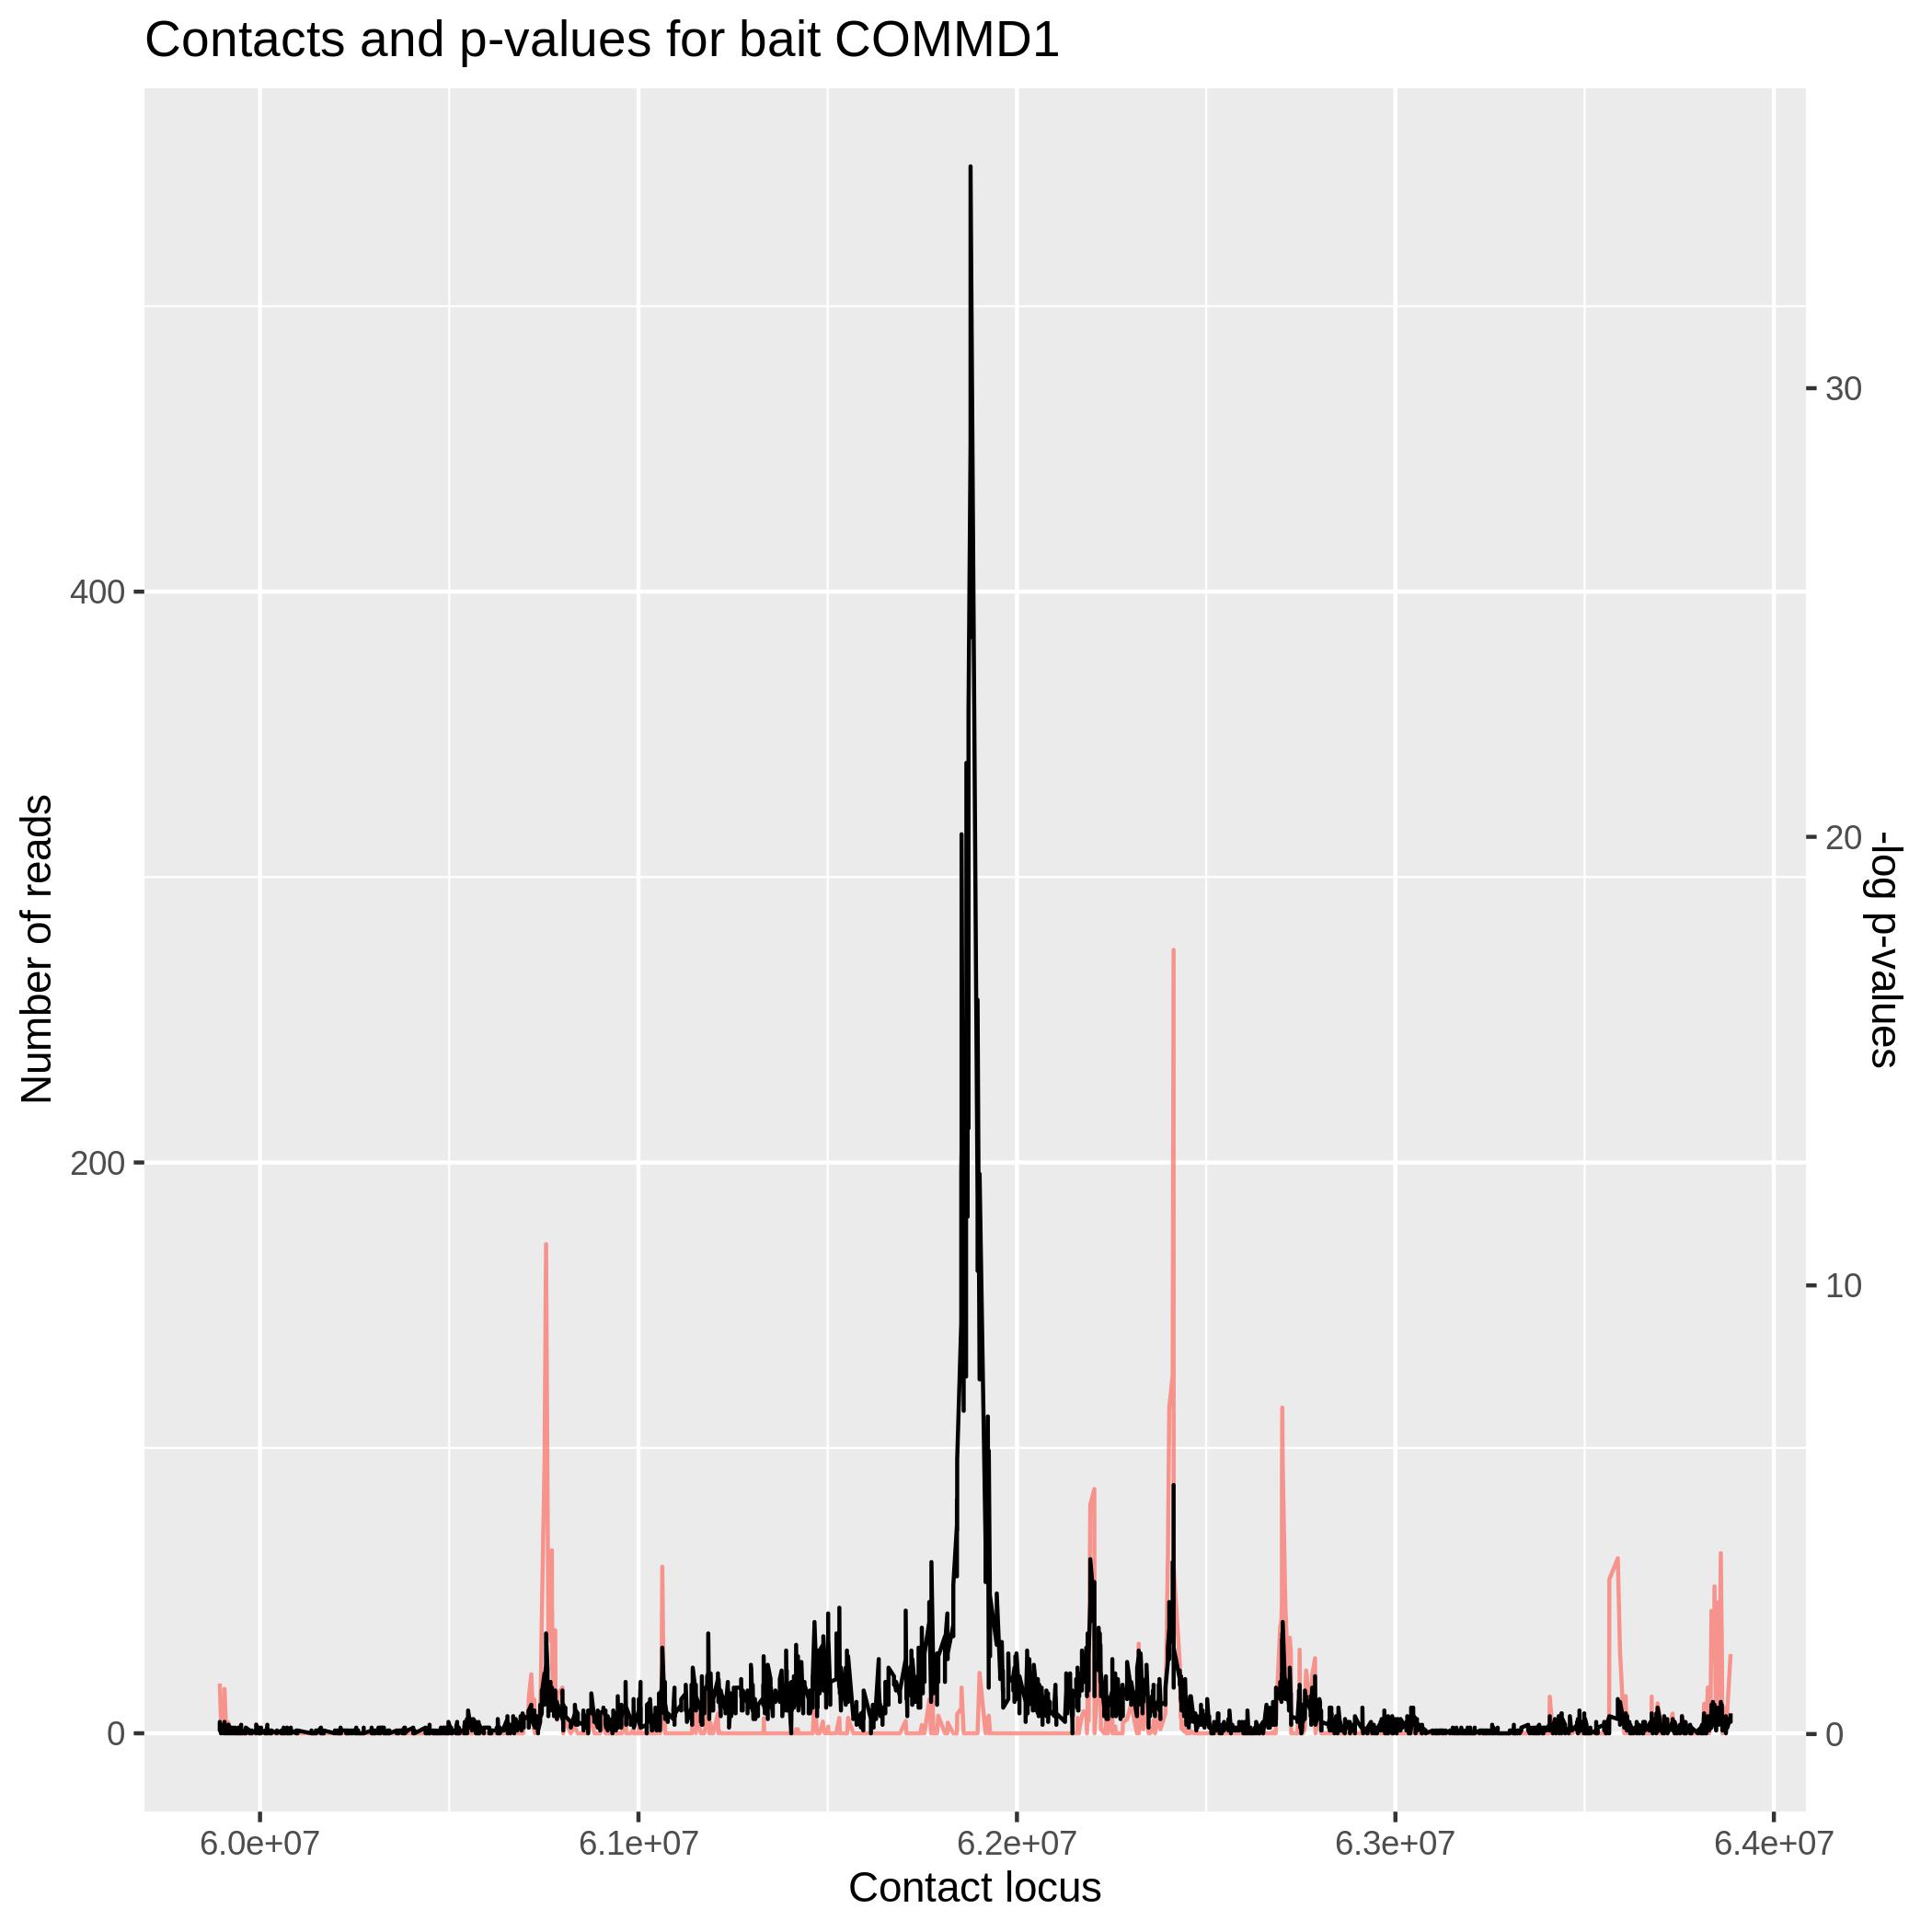 Contacts and p-values for bait COMMD1
Number of reads
400
200
0
30
20
10
0
-log p-values
6.0e+07 6.1e+07 6.2e+07 6.3e+07 6.4e+07
Contact locus